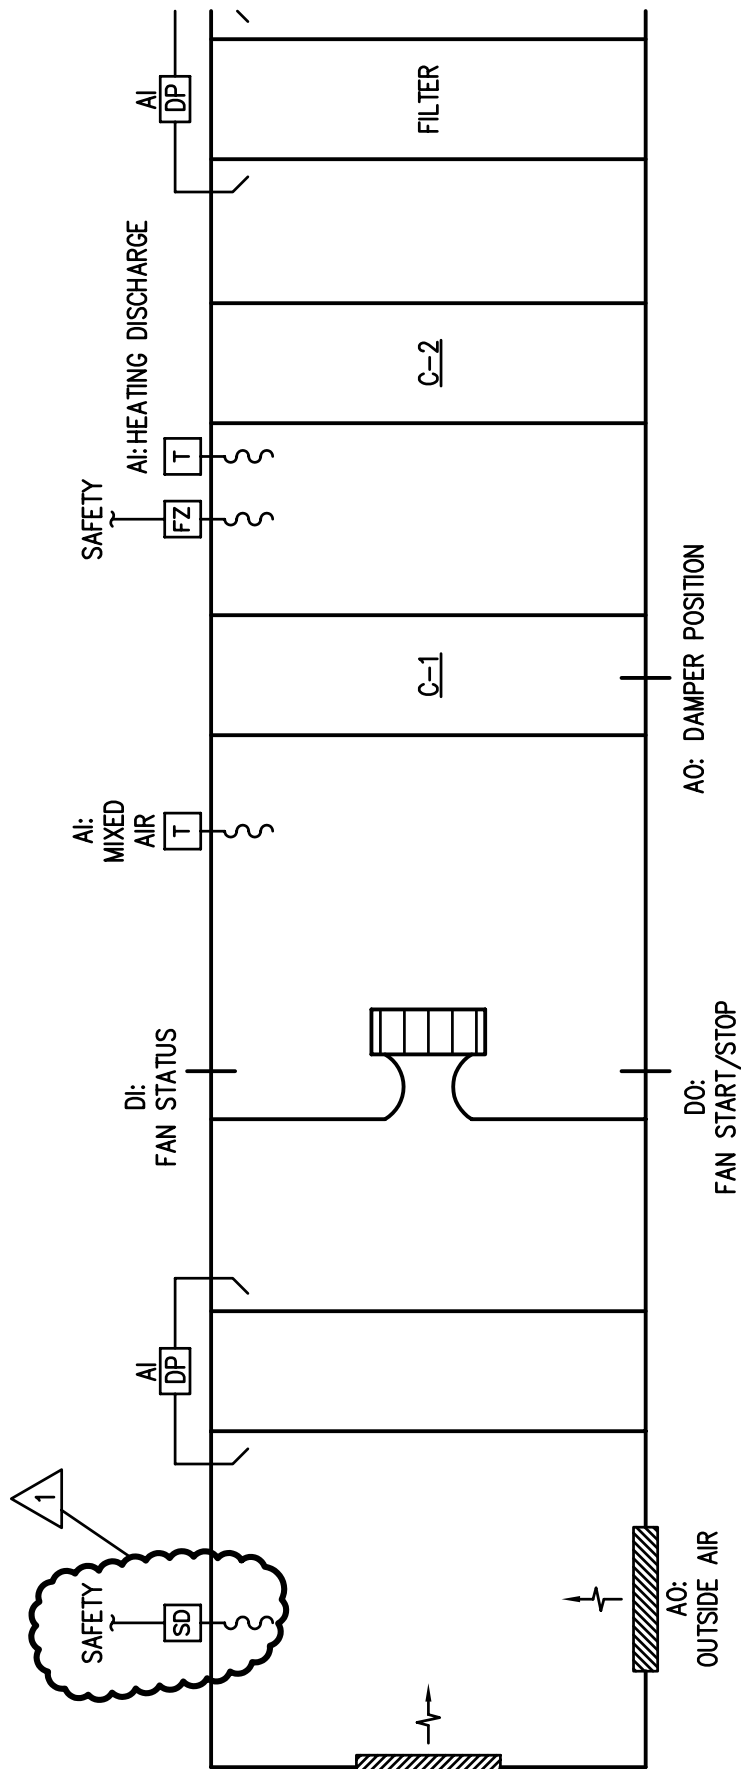 1
SAFETY
SD
AI
DP
DI:
FAN STATUS
AI:
MIXED
AIR
T
SAFETY
FZ
AI: HEATING DISCHARGE
T
AI
DP
C-1
C-2
FILTER
AO:
OUTSIDE AIR
DO:
FAN START/STOP
AO: DAMPER POSITION